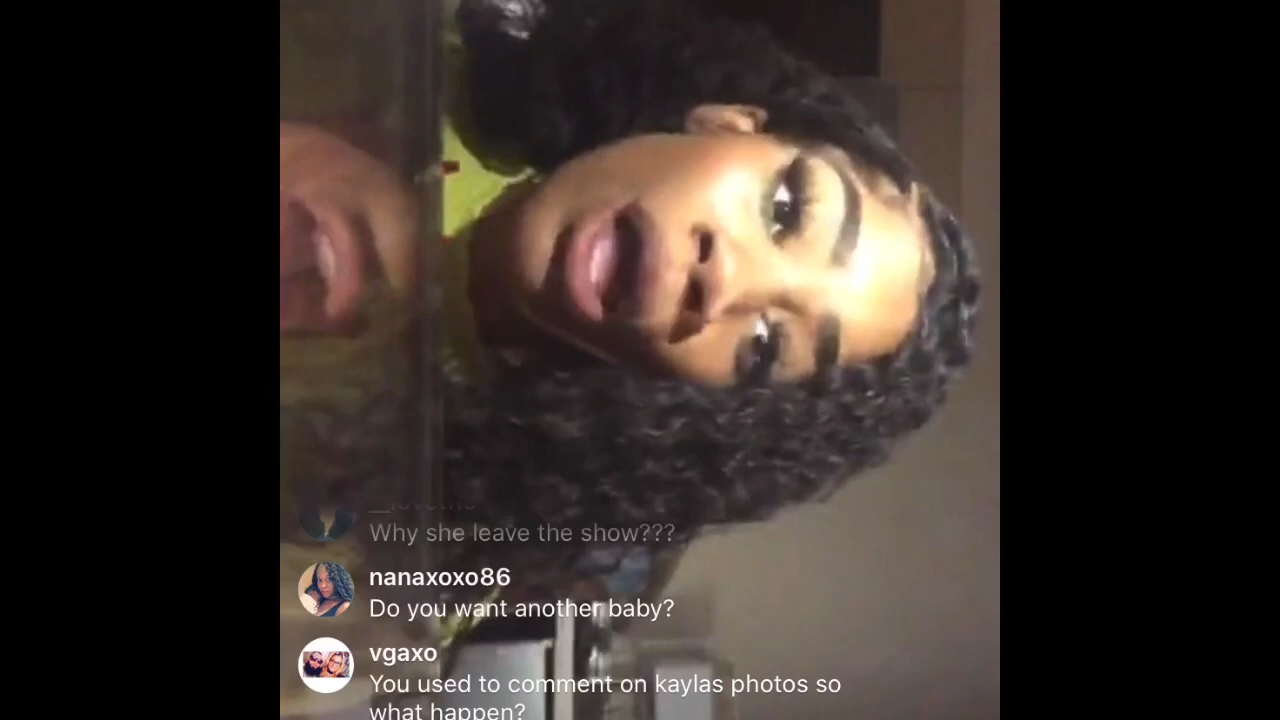 Why she leave the show???
nanaxoxo86
Do you want another baby?
vgaxo
You used to comment on kaylas photos so
what happen?